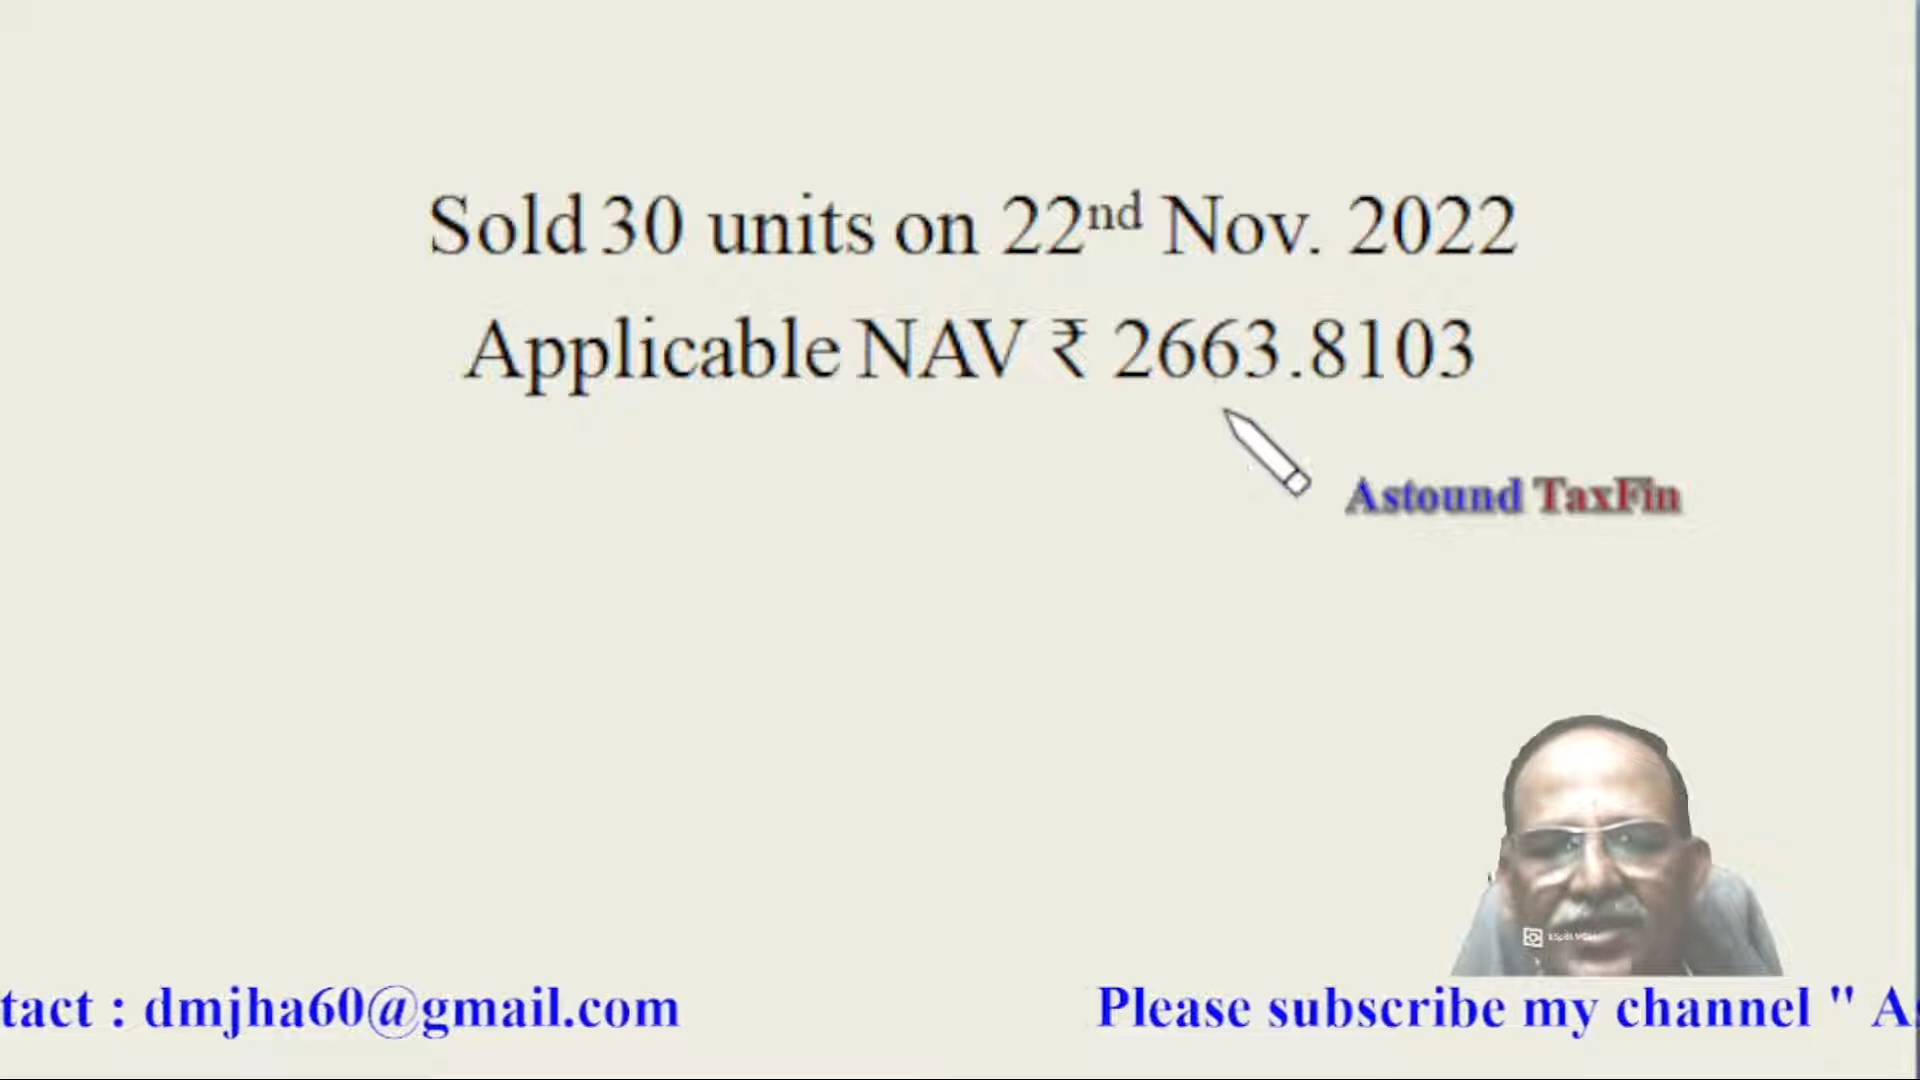 Sold 30 units on 22nd Nov. 2022
Applicable NAV ₹ 2663.8103
Astound TaxFin
tact : dmjha60@gmail.com
Please subscribe my channel " As